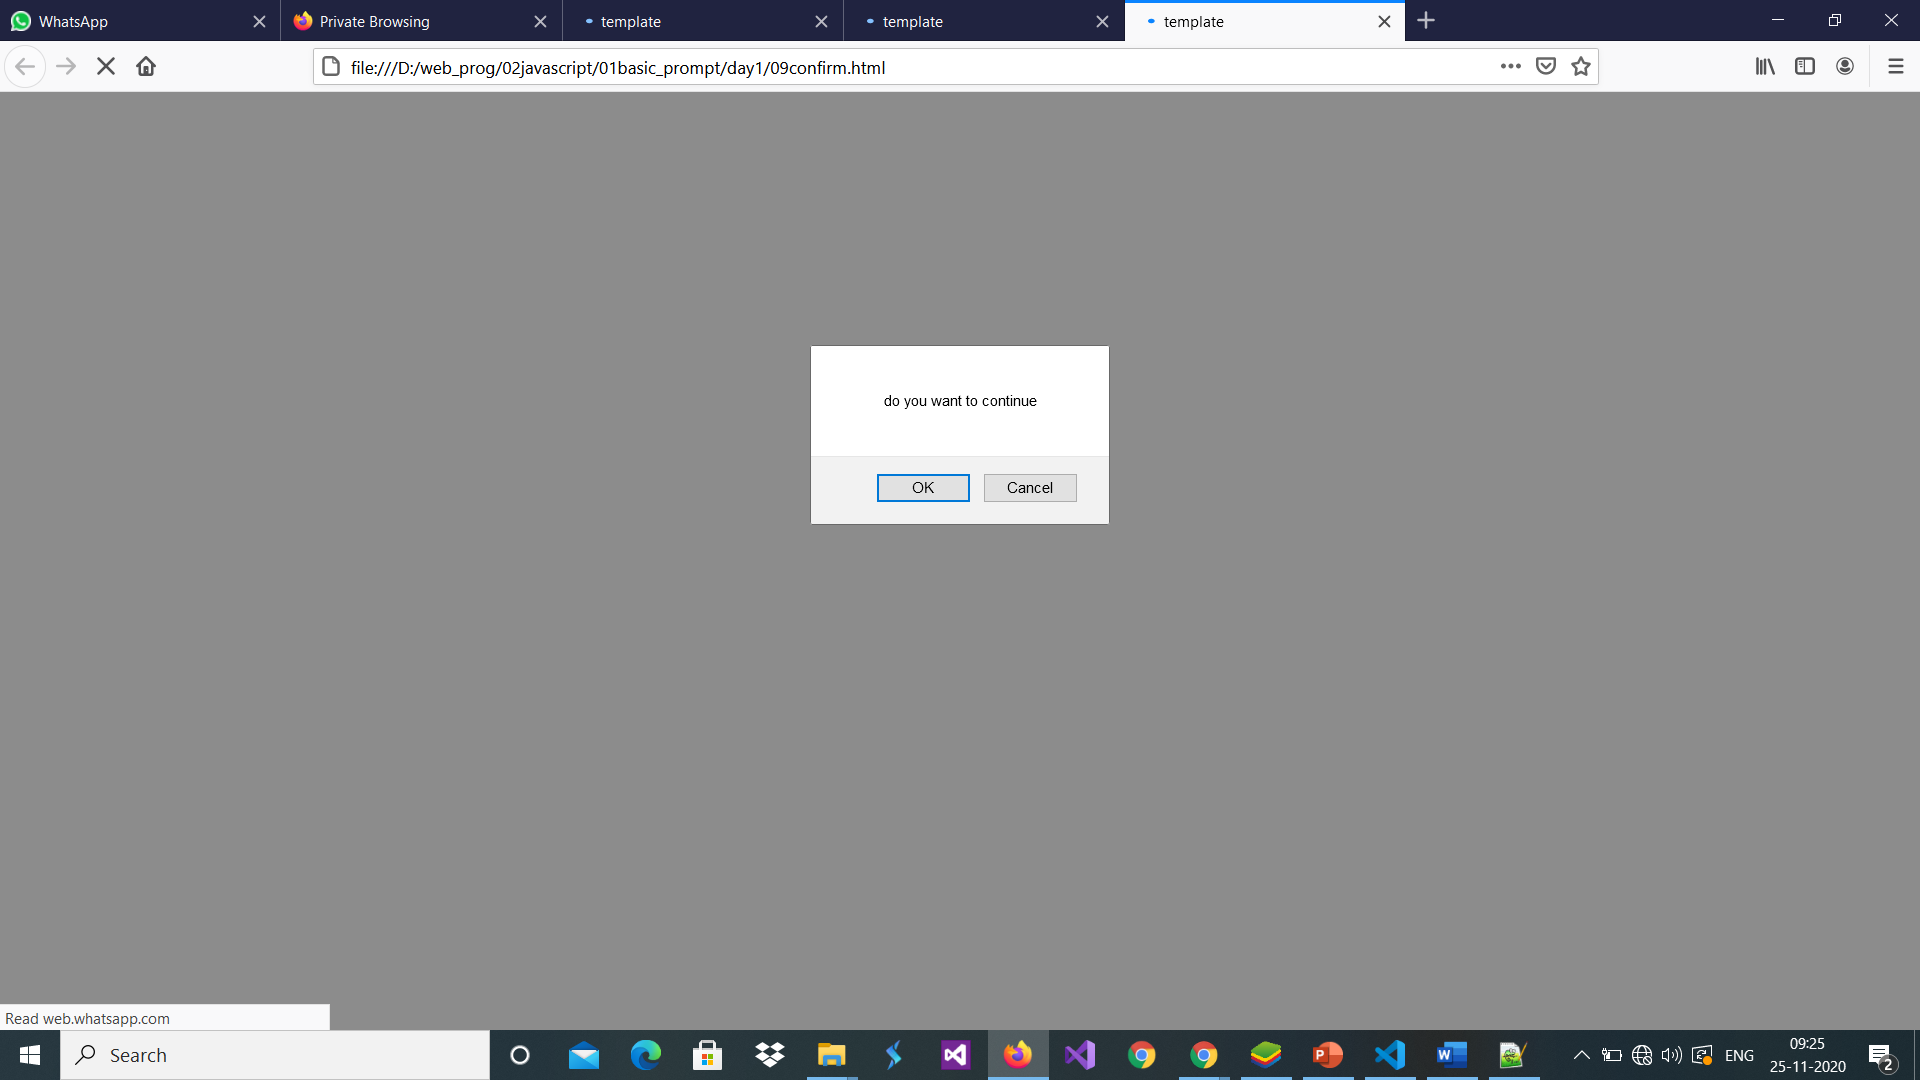 WhatsApp
Private Browsing
template
template
template
file:///D:/web_prog/02javascript/01basic_prompt/day1/09confirm.html
do you want to continue
OK Cancel
Read web.whatsapp.com
Search
ENG
09:25
25-11-2020
2